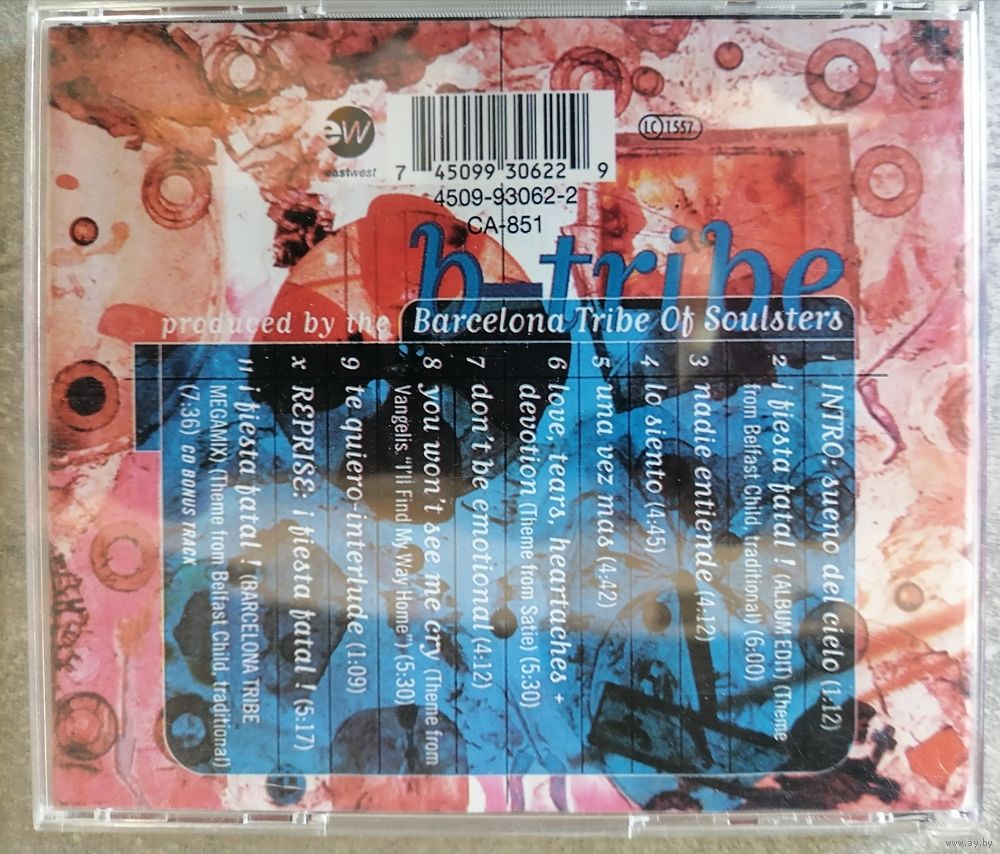 ew
eastwest
7 45099 30622 9
4509-93062-2
CA-851
LC 1557
b-tribe
produced by the Barcelona Tribe Of Soulsters
1 INTRO: sueno del cielo (1.12)
2 ¡ fiesta fatal ! (ALBUM EDIT) (Theme
from Belfast Child, traditional) (6:00)
3 nadie entiende (4.12)
4 lo siento (4:45)
5 una vez mas (4:42)
6 love, tears, heartaches +
devotion (Theme from Satie) (5:30)
7 don't be emotional (4:12)
8 you won't see me cry (Theme from
Vangelis, "I'll Find My Way Home") (5:30)
9 te quiero-interlude (1:09)
x REPRISE: ¡ fiesta fatal ! (5:17)
11 ¡ fiesta fatal ! (BARCELONA TRIBE
MEGAMIX) (Theme from Belfast Child, traditional)
(7.36) CD BONUS TRACK
www.ay.by